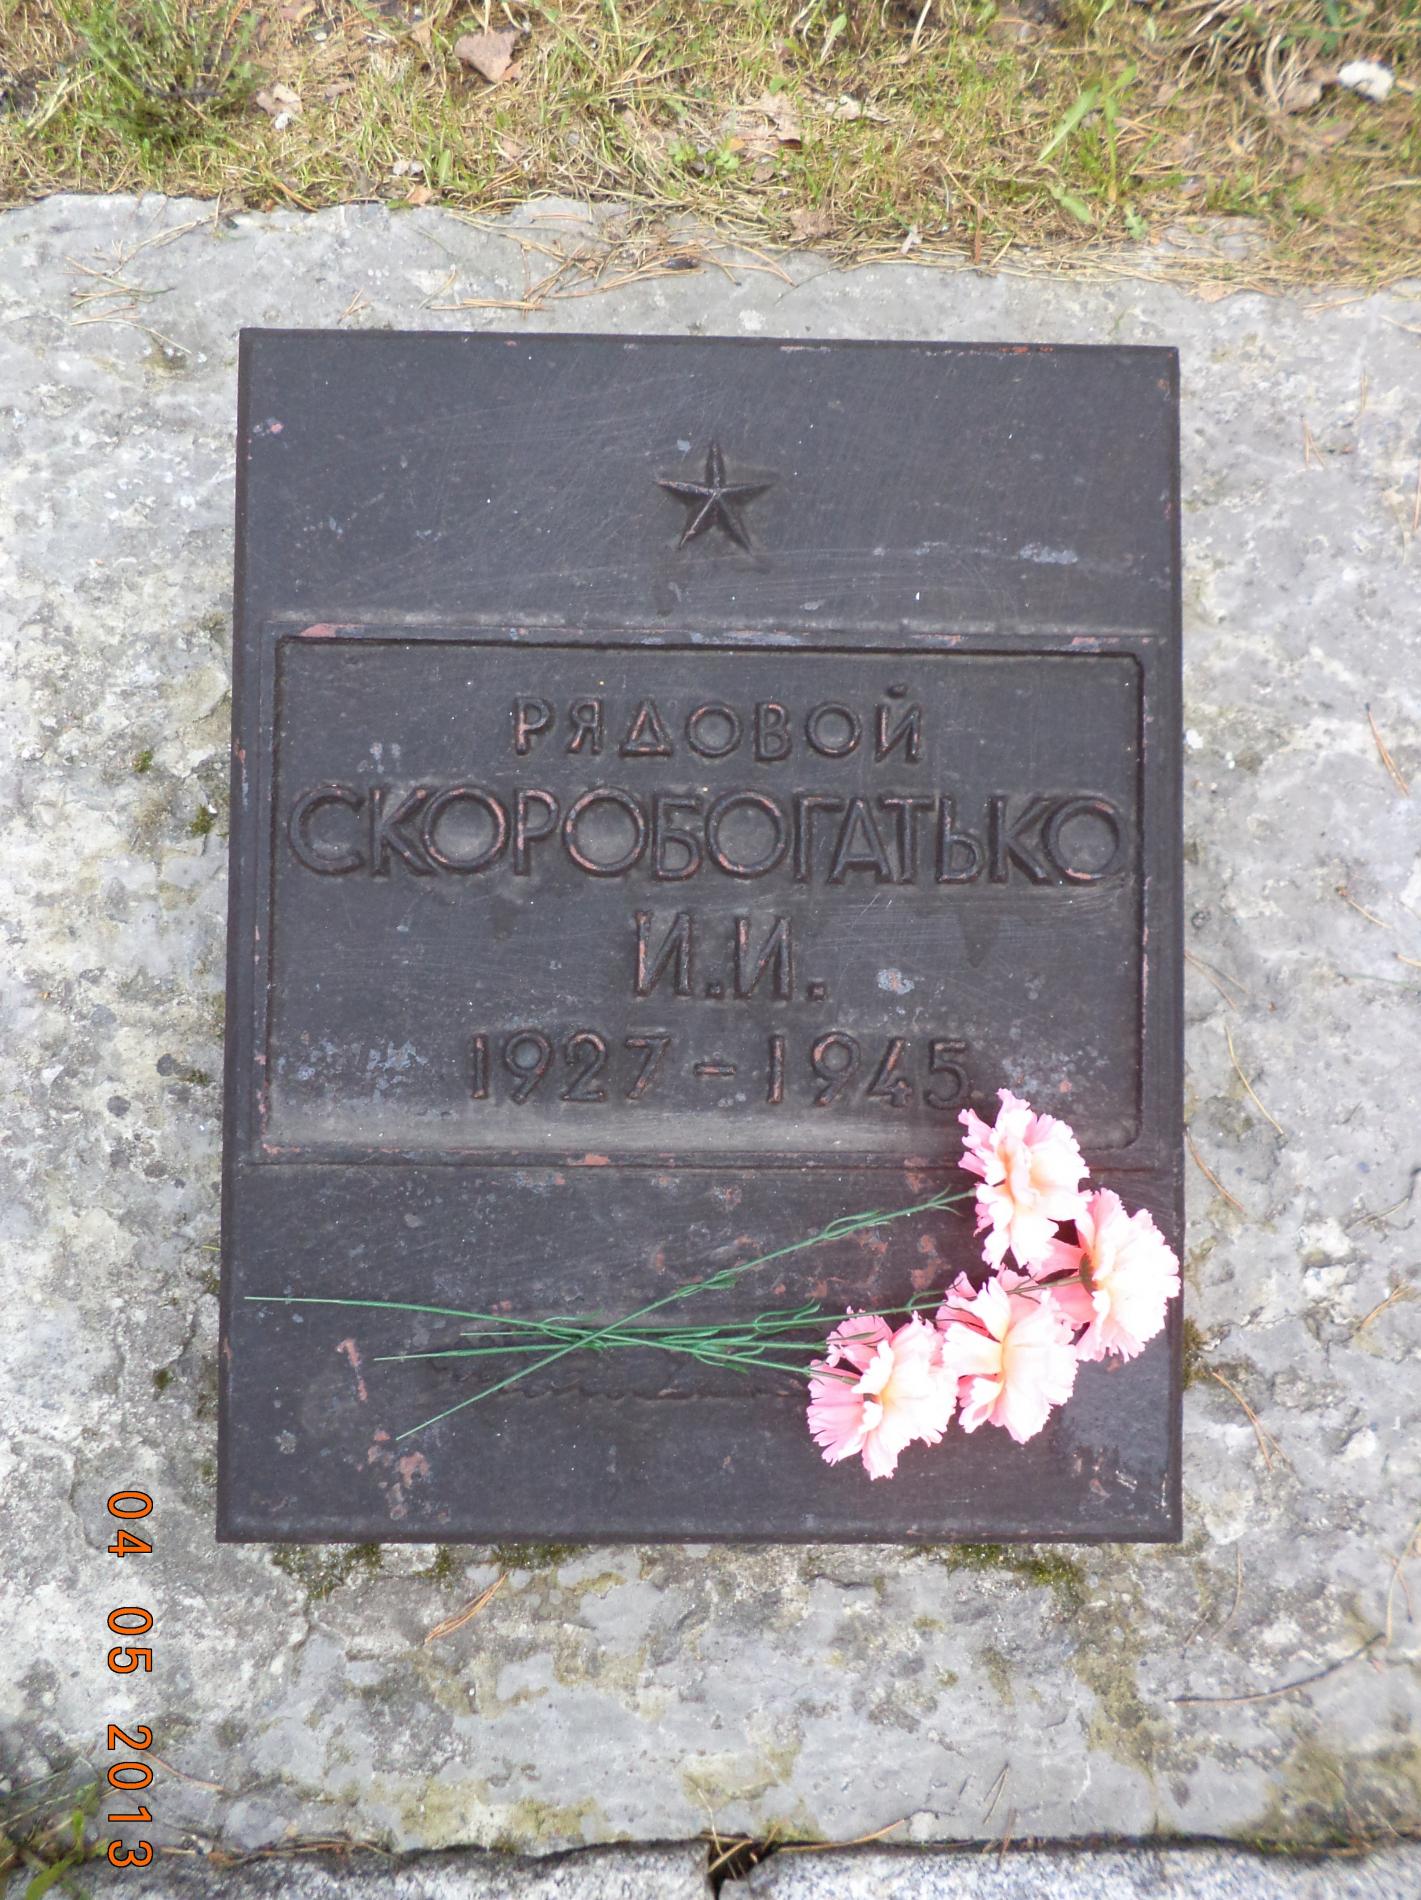 РЯДОВОЙ
СКОРОБОГАТЬКО
И.И.
1927-1945
04 05 2013